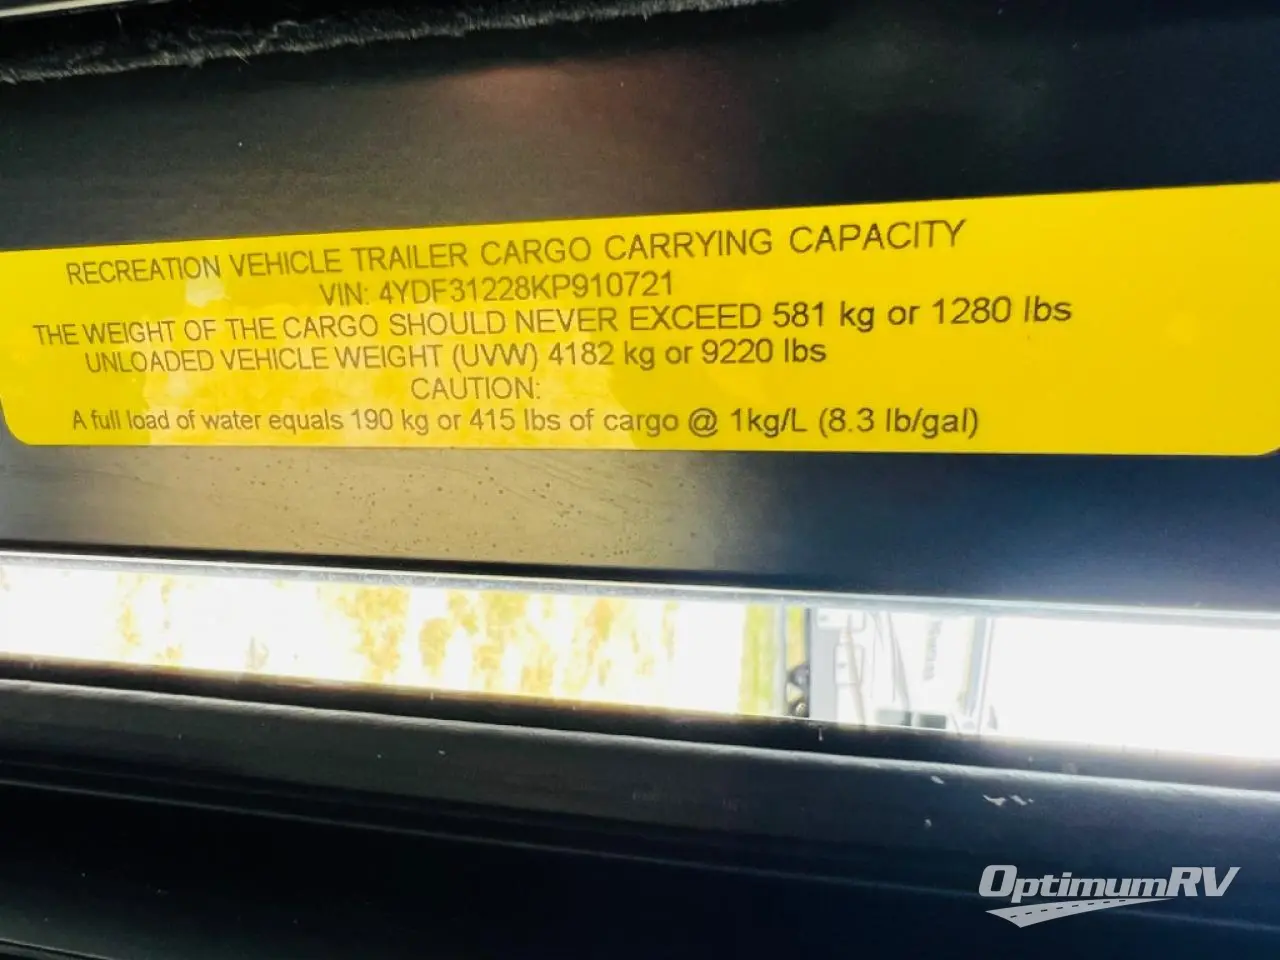 RECREATION VEHICLE TRAILER CARGO CARRYING CAPACITY
VIN: 4YDF31228KP910721
THE WEIGHT OF THE CARGO SHOULD NEVER EXCEED 581 kg or 1280 lbs
UNLOADED VEHICLE WEIGHT (UVW) 4182 kg or 9220 lbs
CAUTION:
A full load of water equals 190 kg or 415 lbs of cargo @ 1kg/L (8.3 lb/gal)
OptimumRV